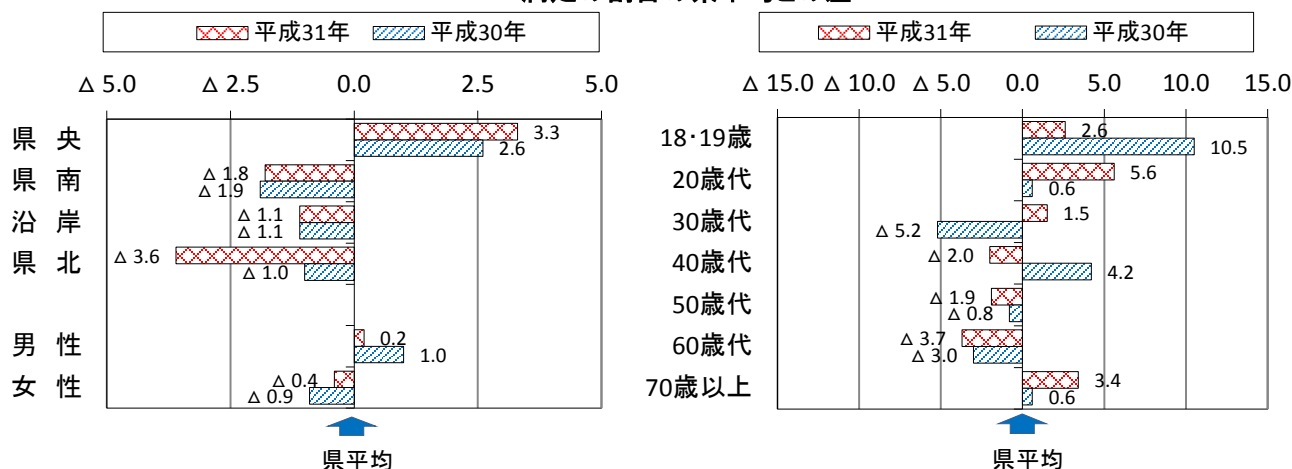 平成31年 平成30年
△ 5.0 △ 2.5 0.0 2.5 5.0
県 央 3.3
2.6
県 南 △ 1.8
△ 1.9
沿 岸 △ 1.1
△ 1.1
県 北 △ 3.6
△ 1.0
男 性 0.2
1.0
女 性 △ 0.4
△ 0.9
県平均
平成31年 平成30年
△ 15.0 △ 10.0 △ 5.0 0.0 5.0 10.0 15.0
18・19歳 2.6
10.5
20歳代 5.6
0.6
30歳代 1.5
△ 5.2
40歳代 △ 2.0
4.2
50歳代 △ 1.9
△ 0.8
60歳代 △ 3.7
△ 3.0
70歳以上 3.4
0.6
県平均